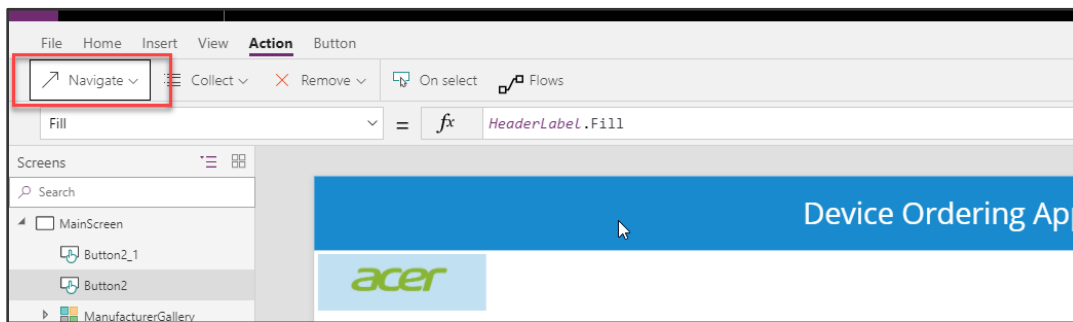 File Home Insert View Action Button
Navigate Collect Remove On select Flows
Fill = fx HeaderLabel.Fill
Screens
Search
MainScreen
Device Ordering Ap
Button2_1
Button2
acer
ManufacturerGallery